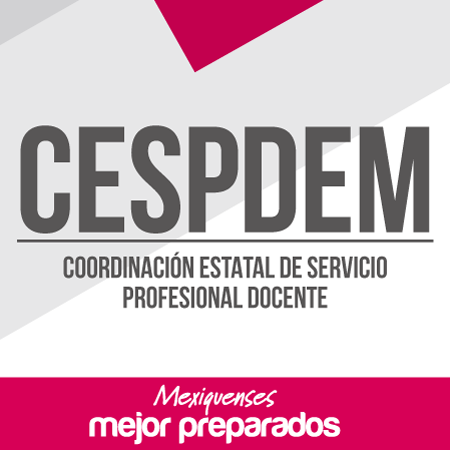 CESPDEM
COORDINACIÓN ESTATAL DE SERVICIO
PROFESIONAL DOCENTE
Mexiquenses
mejor preparados